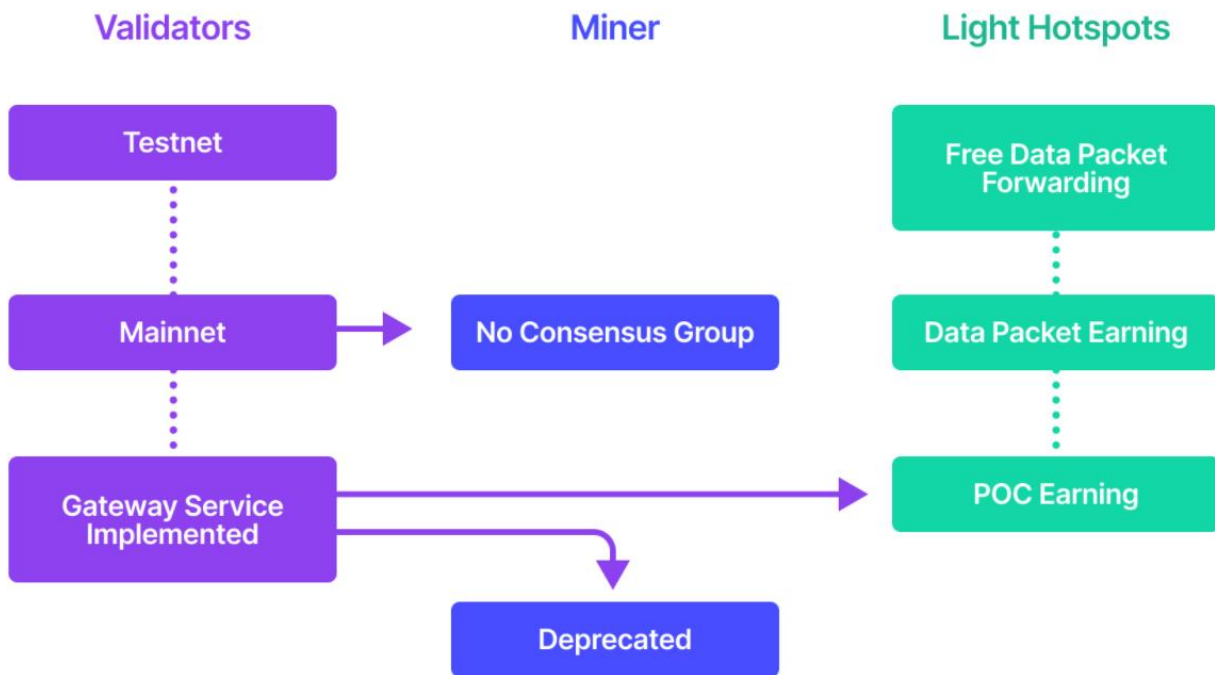 Validators
Miner
Light Hotspots
Testnet
Free Data Packet
Forwarding
Mainnet
No Consensus Group
Data Packet Earning
Gateway Service
Implemented
POC Earning
Deprecated